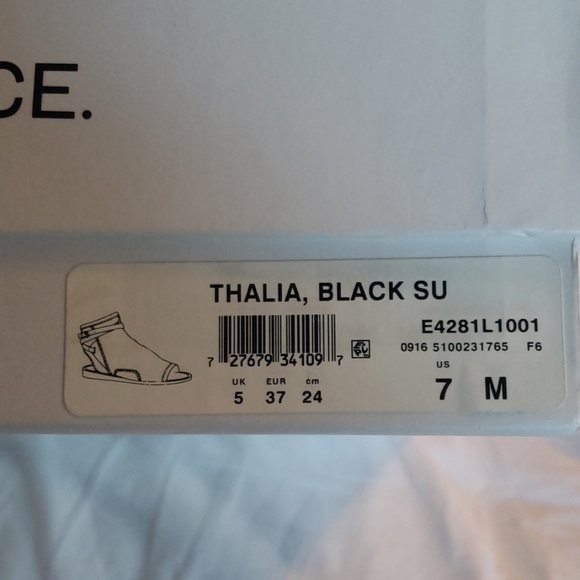 CE.
THALIA, BLACK SU
E4281L1001
7 27679 34109 7
0916 5100231765 F6
UK EUR cm
5 37 24
US
7 M